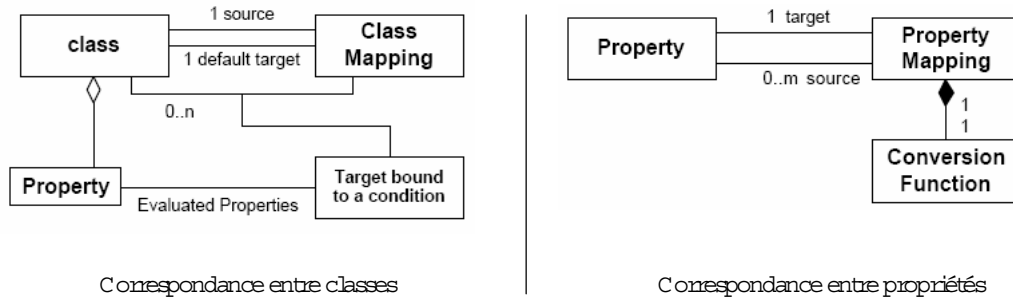 1 source
class
Class
Mapping
1 default target
0..n
Property
Evaluated Properties
Target bound
to a condition
Correspondance entre classes
1 target
Property
Property
Mapping
0..m source
1
1
Conversion
Function
Correspondance entre propriétés